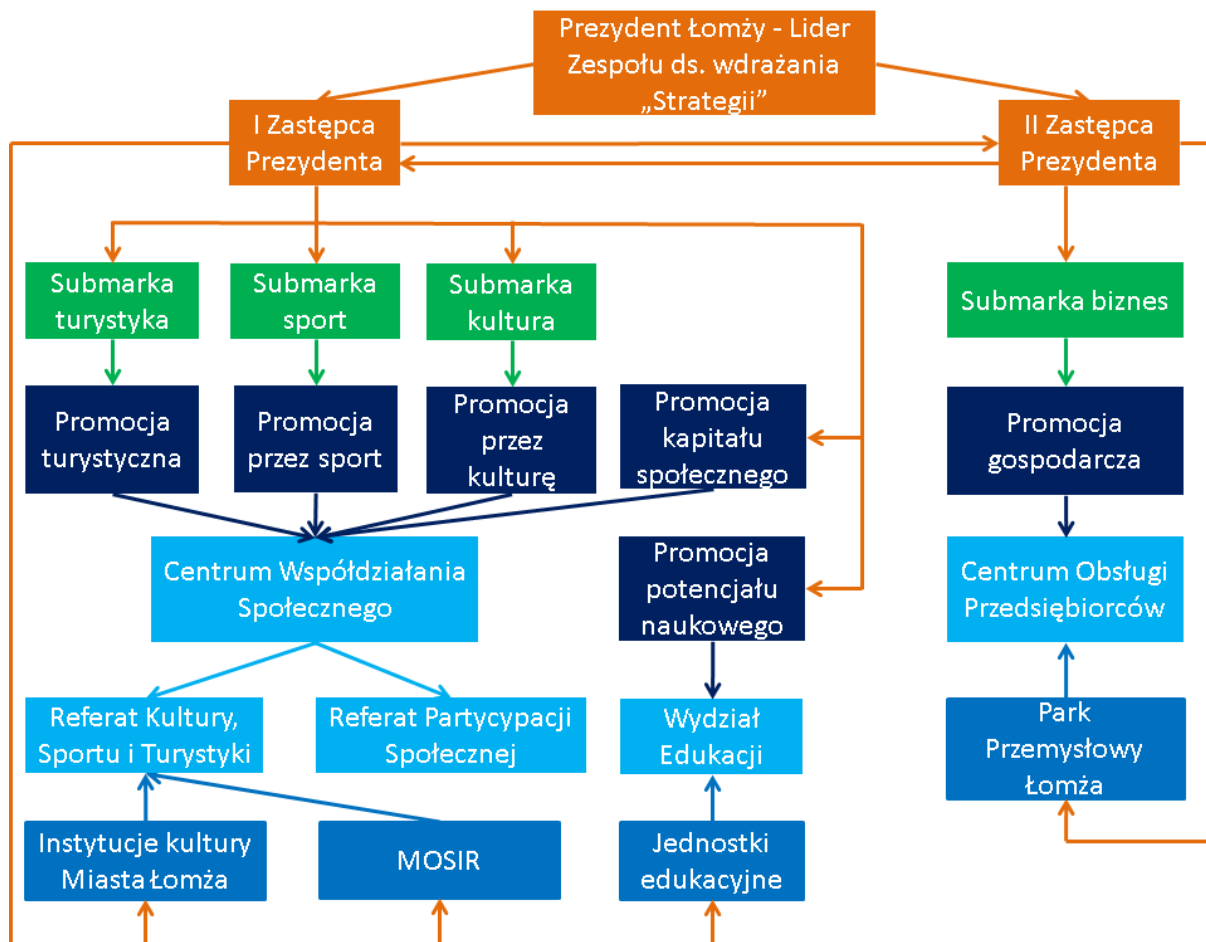 Prezydent Łomży - Lider
Zespołu ds. wdrażania
„Strategii”
I Zastępca
Prezydenta
II Zastępca
Prezydenta
Submarka
turystyka
Submarka
sport
Submarka
kultura
Submarka biznes
Promocja
turystyczna
Promocja
przez sport
Promocja
przez
kulturę
Promocja
kapitału
społecznego
Promocja
gospodarcza
Centrum Współdziałania
Społecznego
Promocja
potencjału
naukowego
Centrum Obsługi
Przedsiębiorców
Referat Kultury,
Sportu i Turystyki
Referat Partycypacji
Społecznej
Wydział
Edukacji
Park
Przemysłowy
Łomża
Instytucje kultury
Miasta Łomża
MOSIR
Jednostki
edukacyjne